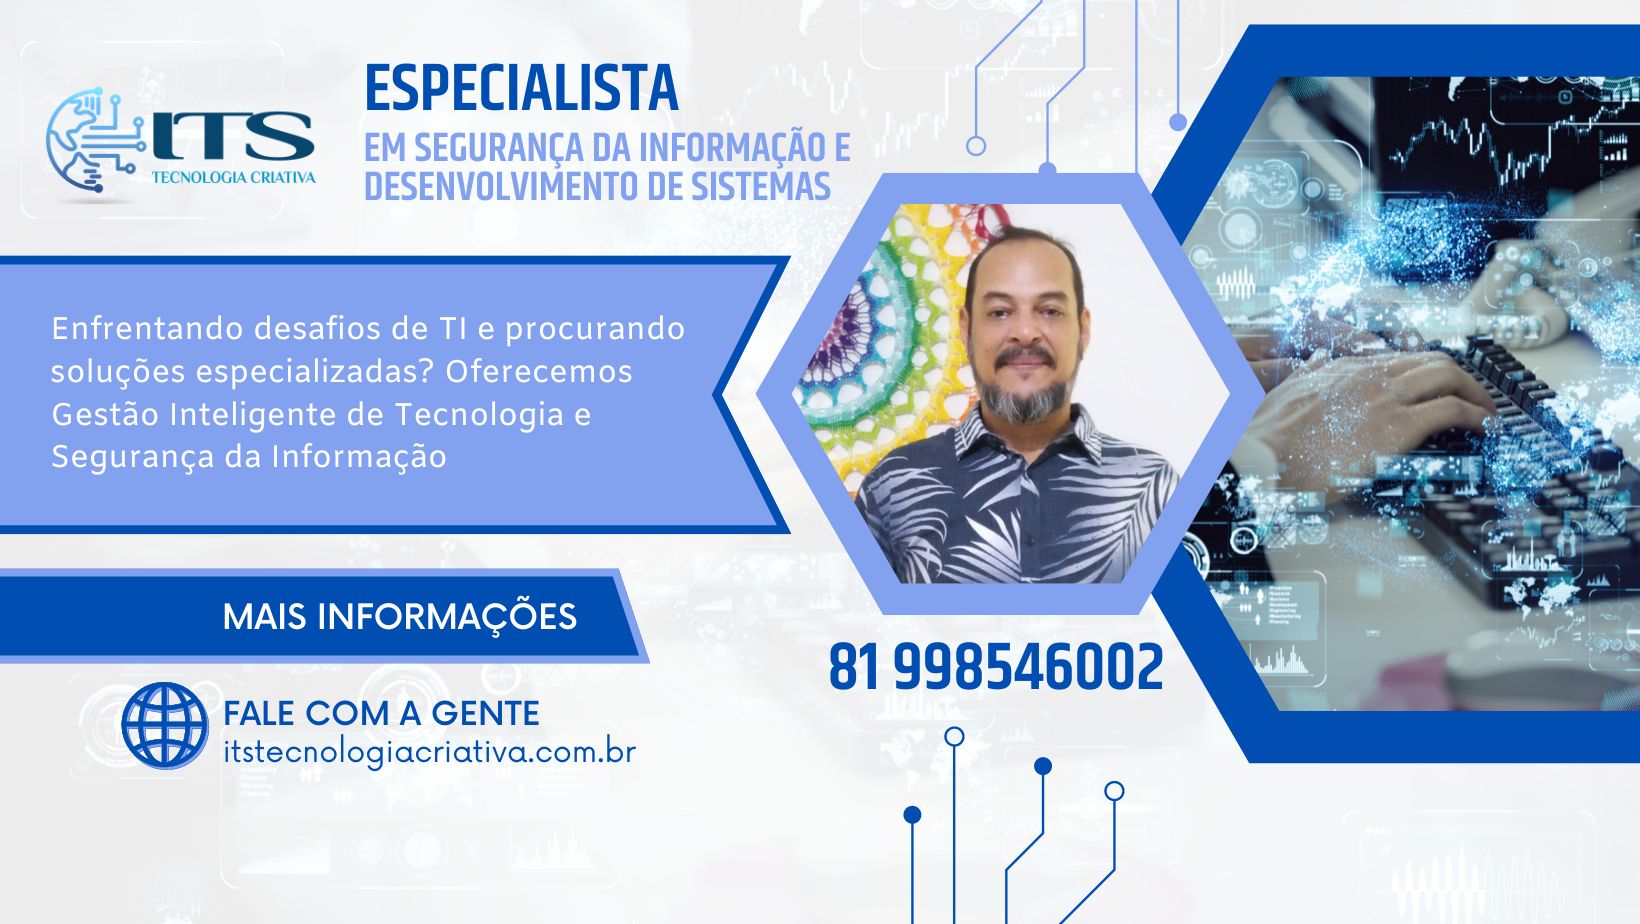 ITS
TECNOLOGIA CRIATIVA
ESPECIALISTA
EM SEGURANÇA DA INFORMAÇÃO E
DESENVOLVIMENTO DE SISTEMAS
Enfrentando desafios de TI e procurando
soluções especializadas? Oferecemos
Gestão Inteligente de Tecnologia e
Segurança da Informação
MAIS INFORMAÇÕES
FALE COM A GENTE
itstecnologiacriativa.com.br
81 998546002